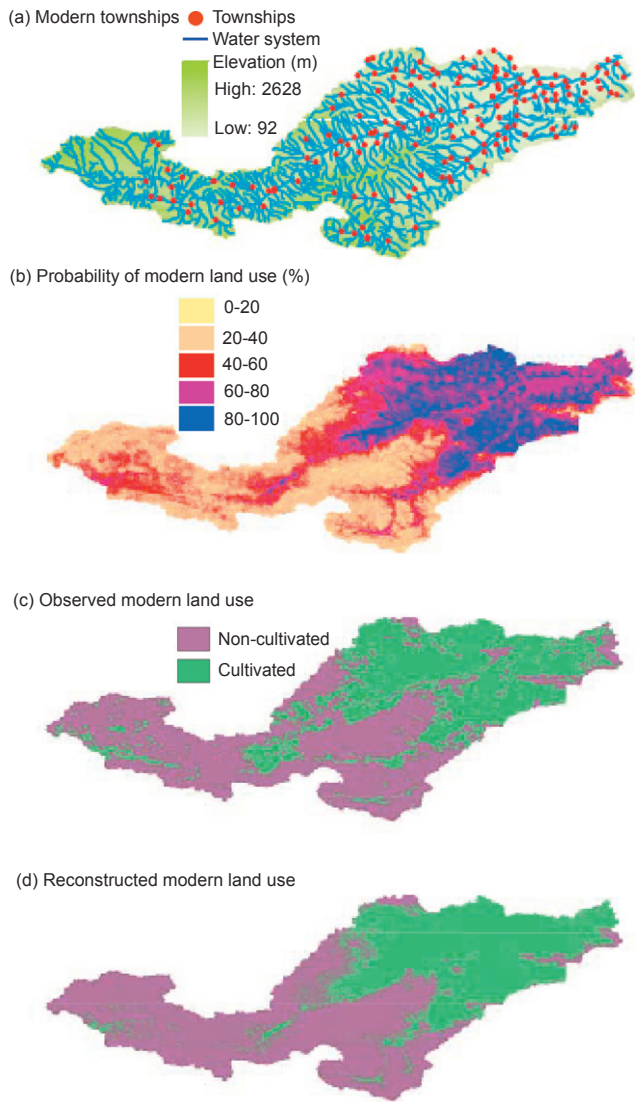 (a) Modern townships
Townships
Water system
Elevation (m)
High: 2628
Low: 92
(b) Probability of modern land use (%)
0-20
20-40
40-60
60-80
80-100
(c) Observed modern land use
Non-cultivated
Cultivated
(d) Reconstructed modern land use